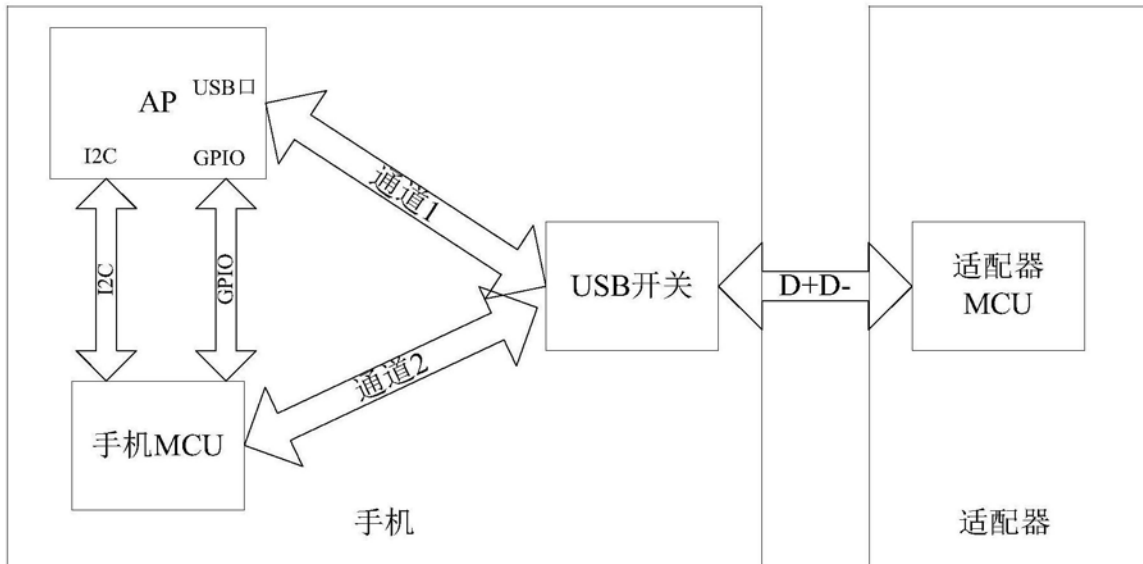 USB口
AP
I2C
GPIO
通道1
I2C
GPIO
USB开关
D+D-
适配器
MCU
通道2
手机MCU
手机
适配器